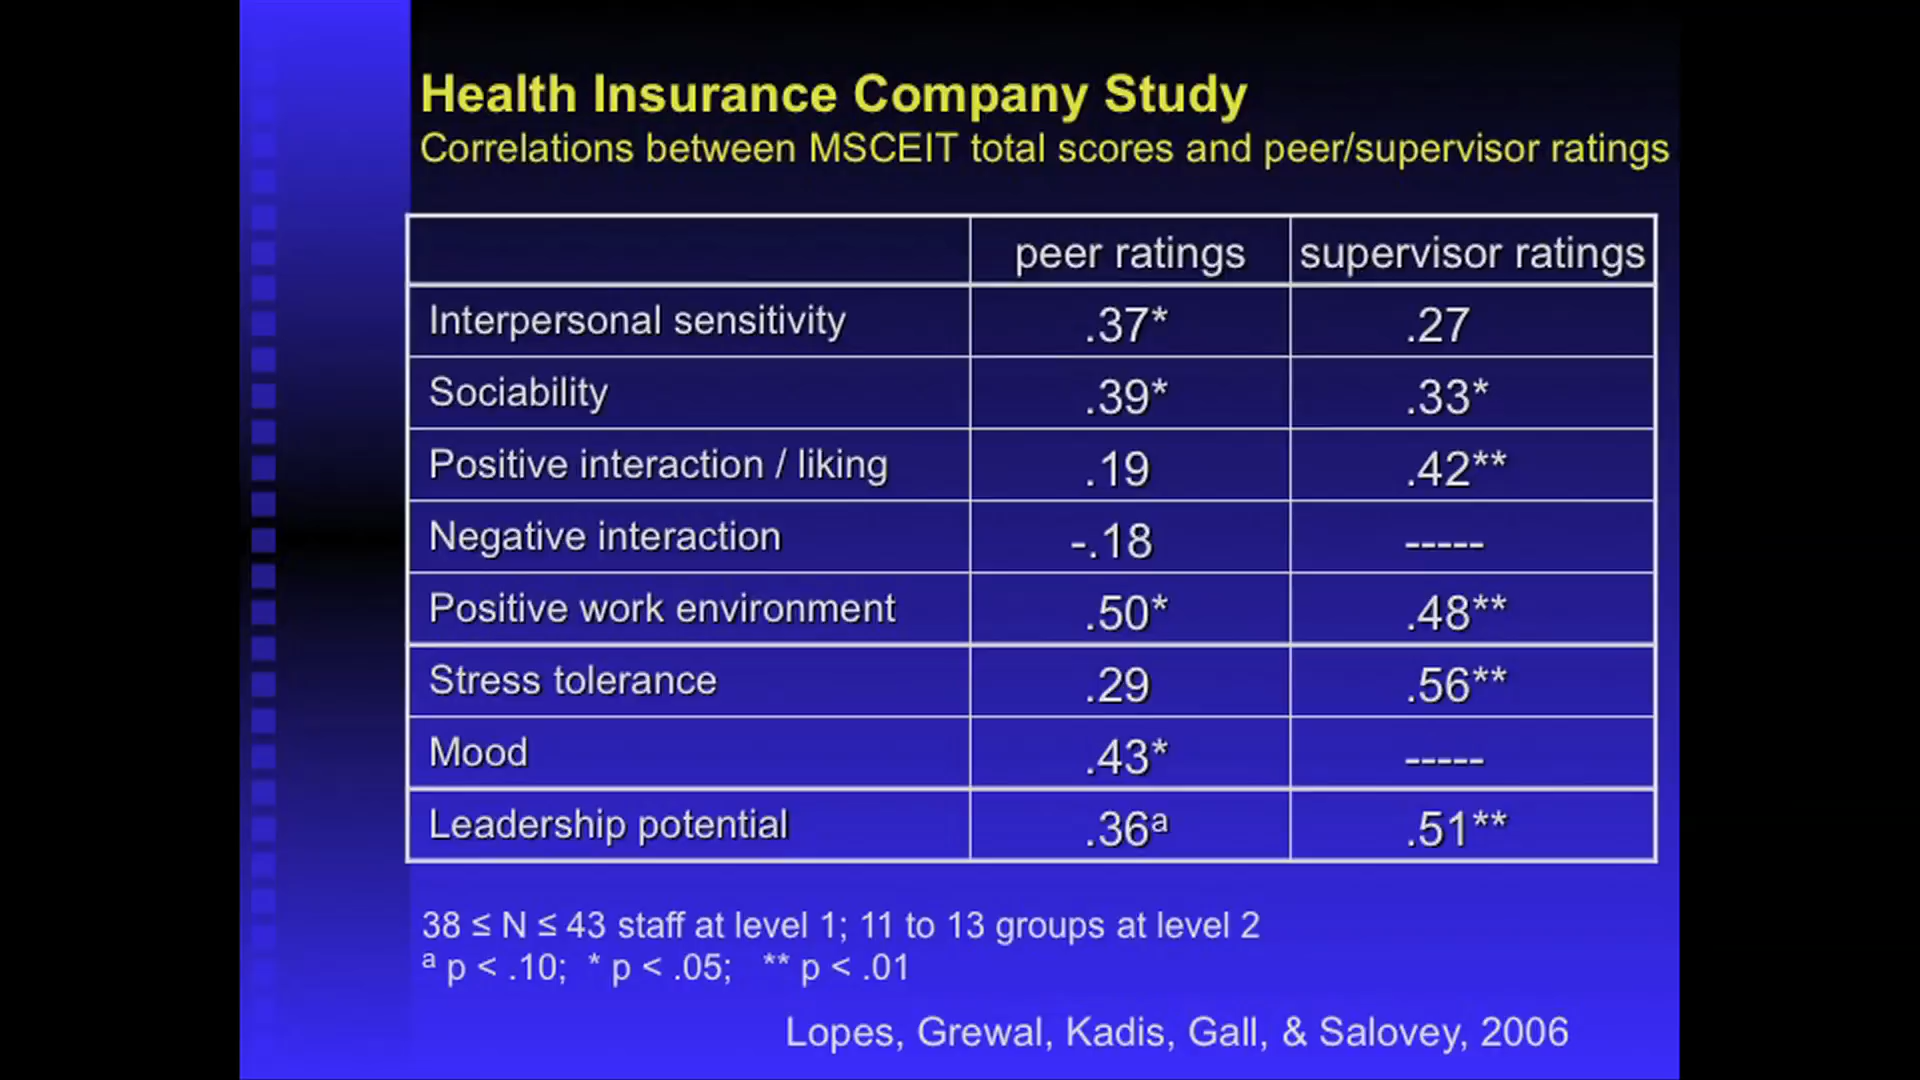 Health Insurance Company Study
Correlations between MSCEIT total scores and peer/supervisor ratings
peer ratings supervisor ratings
Interpersonal sensitivity .37* .27
Sociability .39* .33*
Positive interaction / liking .19 .42**
Negative interaction -.18 -----
Positive work environment .50* .48**
Stress tolerance .29 .56**
Mood .43* -----
Leadership potential .36ª .51**
38 ≤ N ≤ 43 staff at level 1; 11 to 13 groups at level 2
ª p < .10; * p < .05; ** p < .01
Lopes, Grewal, Kadis, Gall, & Salovey, 2006